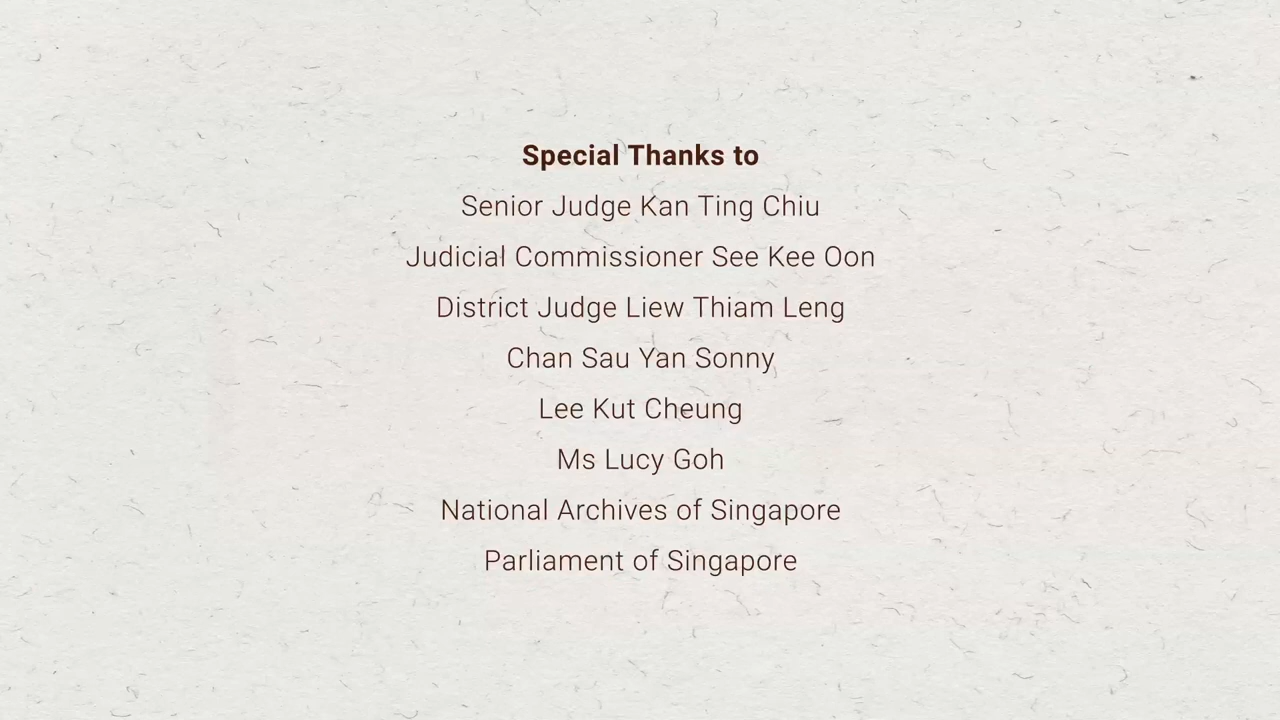 Special Thanks to
Senior Judge Kan Ting Chiu
Judicial Commissioner See Kee Oon
District Judge Liew Thiam Leng
Chan Sau Yan Sonny
Lee Kut Cheung
Ms Lucy Goh
National Archives of Singapore
Parliament of Singapore